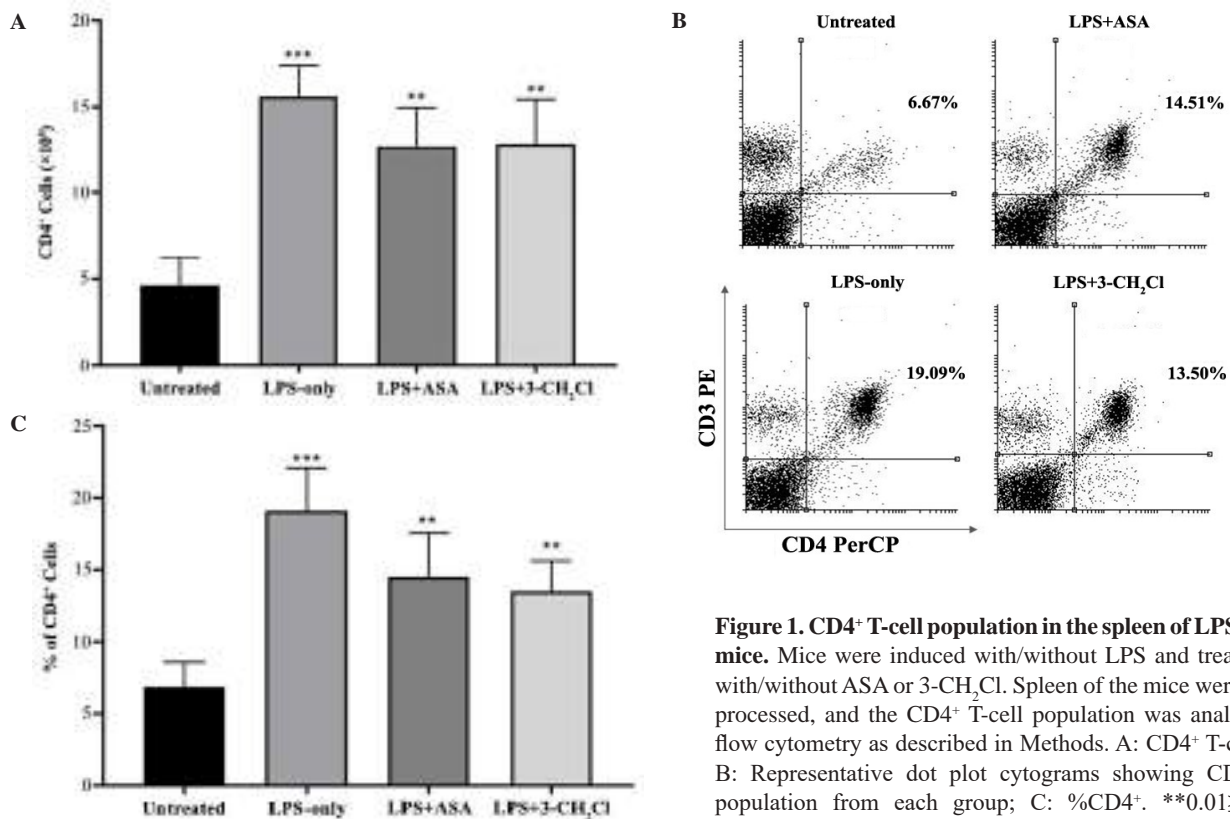 A
20
15
10
5
0
CD4⁺ Cells
***
**
**
Untreated LPS-only LPS+ASA LPS+3-CH₂Cl
B
Untreated LPS+ASA
6.67% 14.51%
LPS-only LPS+3-CH₂Cl
19.09% 13.50%
CD3 PE
CD4 PerCP
C
25
20
15
10
5
0
% of CD4⁺ Cells
***
**
**
Untreated LPS-only LPS+ASA LPS+3-CH₂Cl
Figure 1. CD4⁺ T-cell population in the spleen of LPS
mice. Mice were induced with/without LPS and trea
with/without ASA or 3-CH₂Cl. Spleen of the mice were
processed, and the CD4⁺ T-cell population was anal
flow cytometry as described in Methods. A: CD4⁺ T-c
B: Representative dot plot cytograms showing CD
population from each group; C: %CD4⁺. **0.01≥